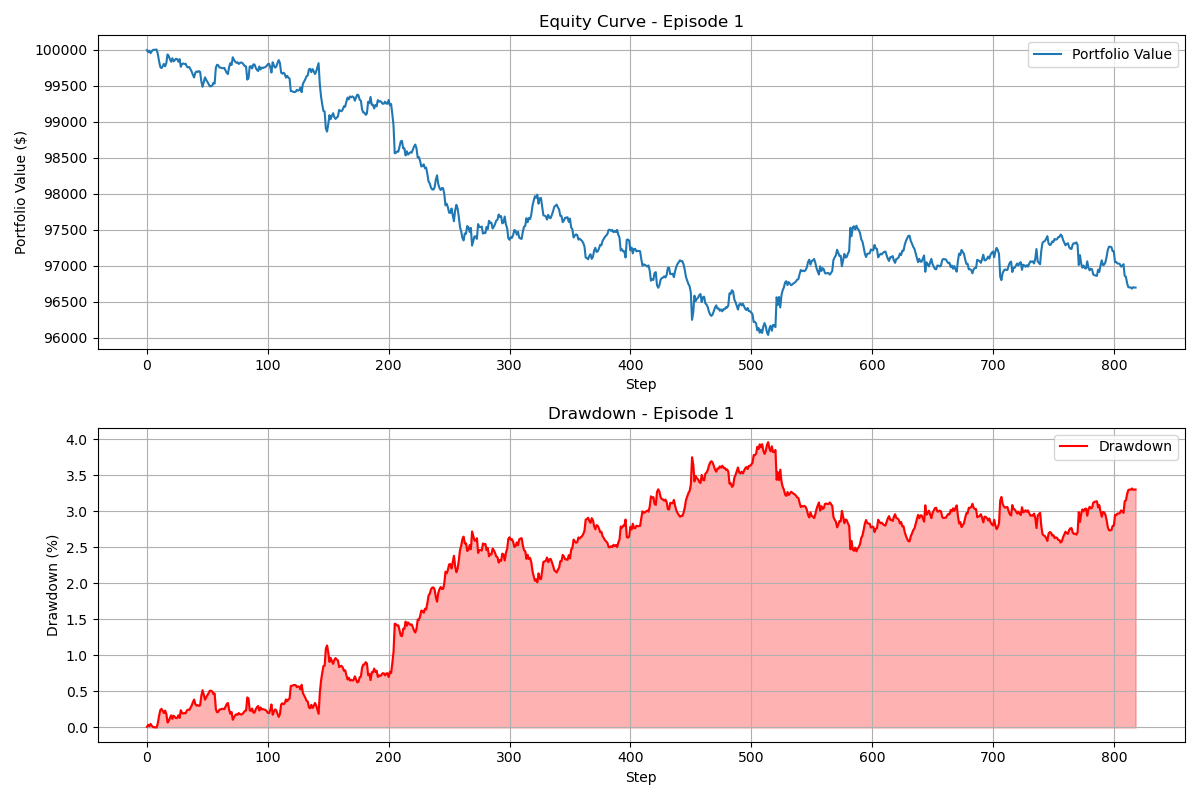 Equity Curve - Episode 1
Portfolio Value ($)
100000
99500
99000
98500
98000
97500
97000
96500
96000
Portfolio Value
0 100 200 300 400 500 600 700 800
Step
Drawdown - Episode 1
Drawdown (%)
4.0
3.5
3.0
2.5
2.0
1.5
1.0
0.5
0.0
Drawdown
0 100 200 300 400 500 600 700 800
Step